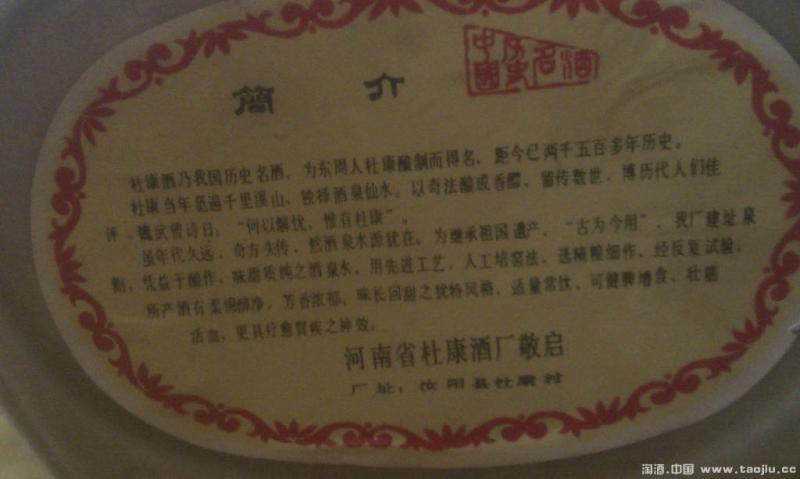 简 介
中國
历史名酒
杜康酒乃我国历史名酒、为东周人杜康酿制而得名，距今已两千五百多年历史。
杜康当年觅遍千里溪山、独择酒泉仙水。以奇法酿成香醪、留传数世、博历代人们佳
评。魏武曾诗曰：“何以解忧，惟有杜康”。
虽年代久远，奇方失传、然酒泉水源犹在。为继承祖国遗产，“古为今用”、我厂建址泉
侧，凭益于酿作、味甜质纯之酒泉水、用先进工艺，人工培窖法、选精粮细作、经反复试验、
所产酒有柔绵醇净，芳香浓郁、味长回甜之独特风格、适量常饮、可健脾增食、壮筋
活血，更具疗愈胃疾之神效。
河南省杜康酒厂敬启
厂址：汝阳县杜康村
淘酒.中国 www.taojiu.cc